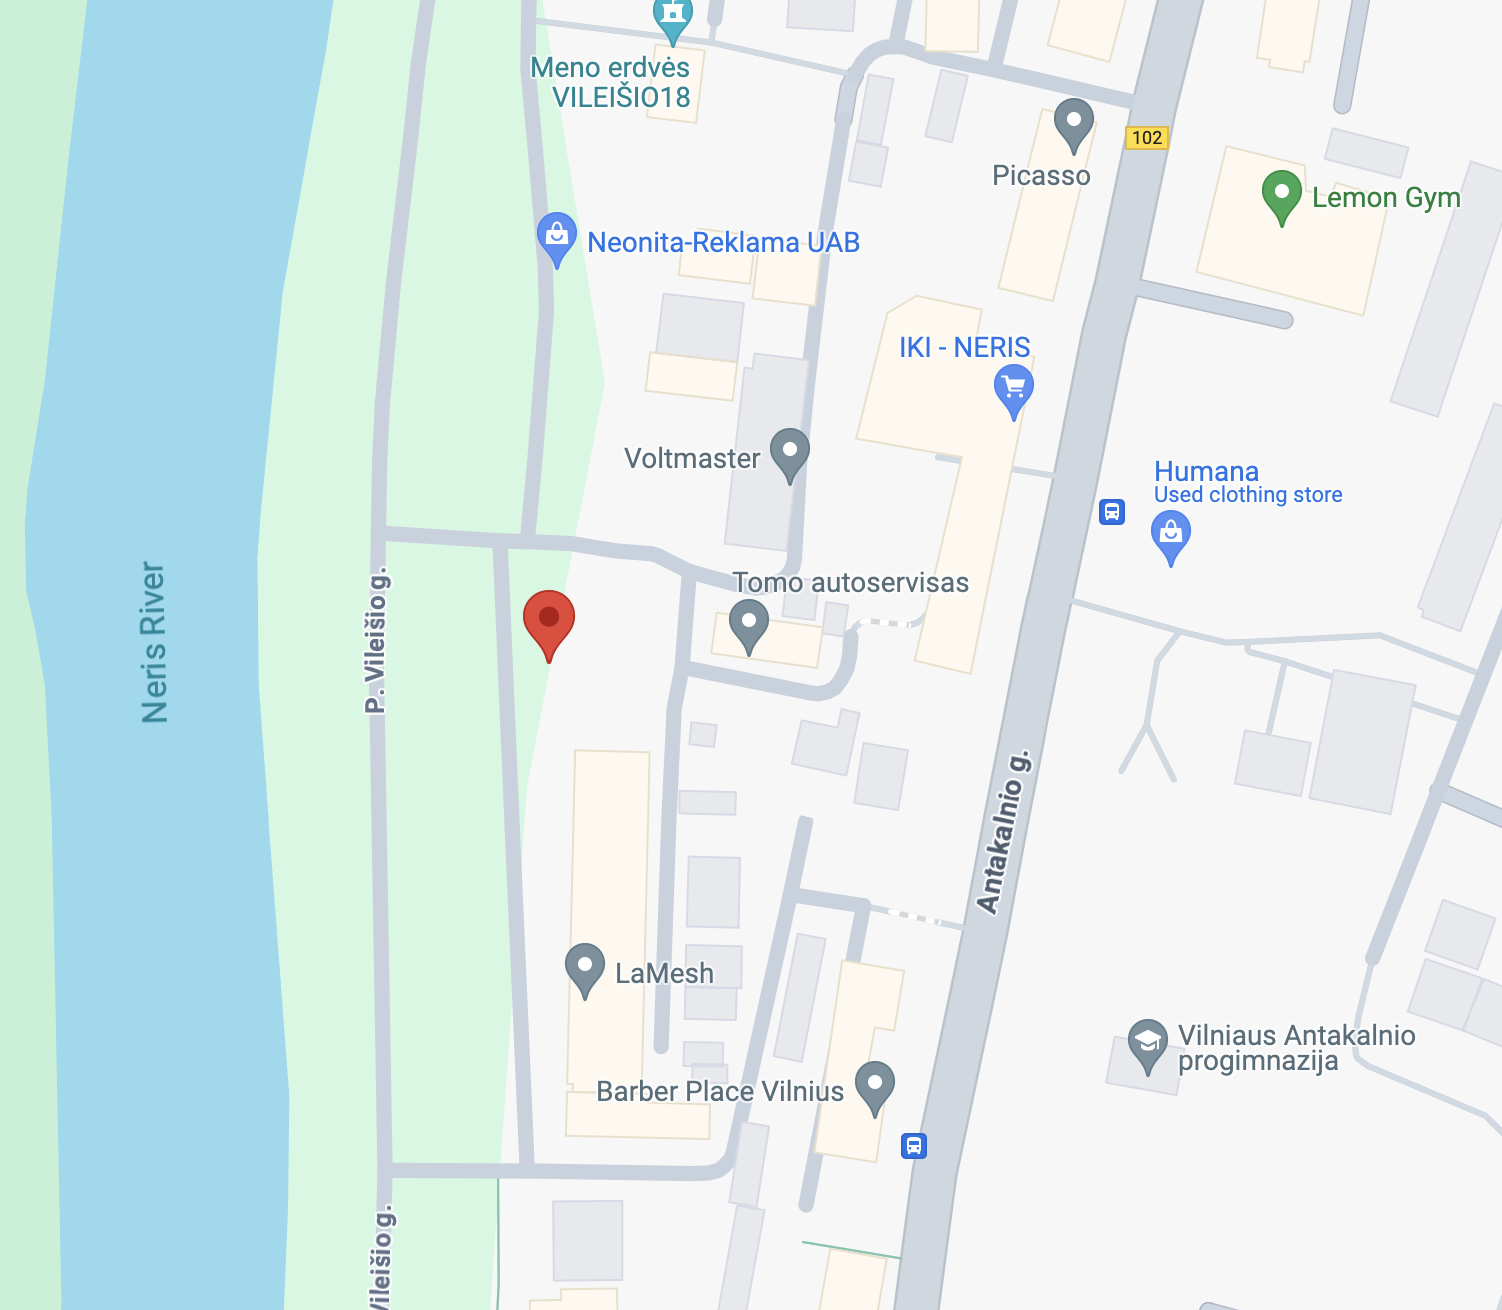 Meno erdvės
VILEIŠIO18
102
Picasso
Lemon Gym
Neonita-Reklama UAB
IKI - NERIS
Voltmaster
Humana
Used clothing store
Tomo autoservisas
Neris River
P. Vileišio g.
Antakalnio g.
LaMesh
Vilniaus Antakalnio
progimnazija
Barber Place Vilnius
Vileišio g.